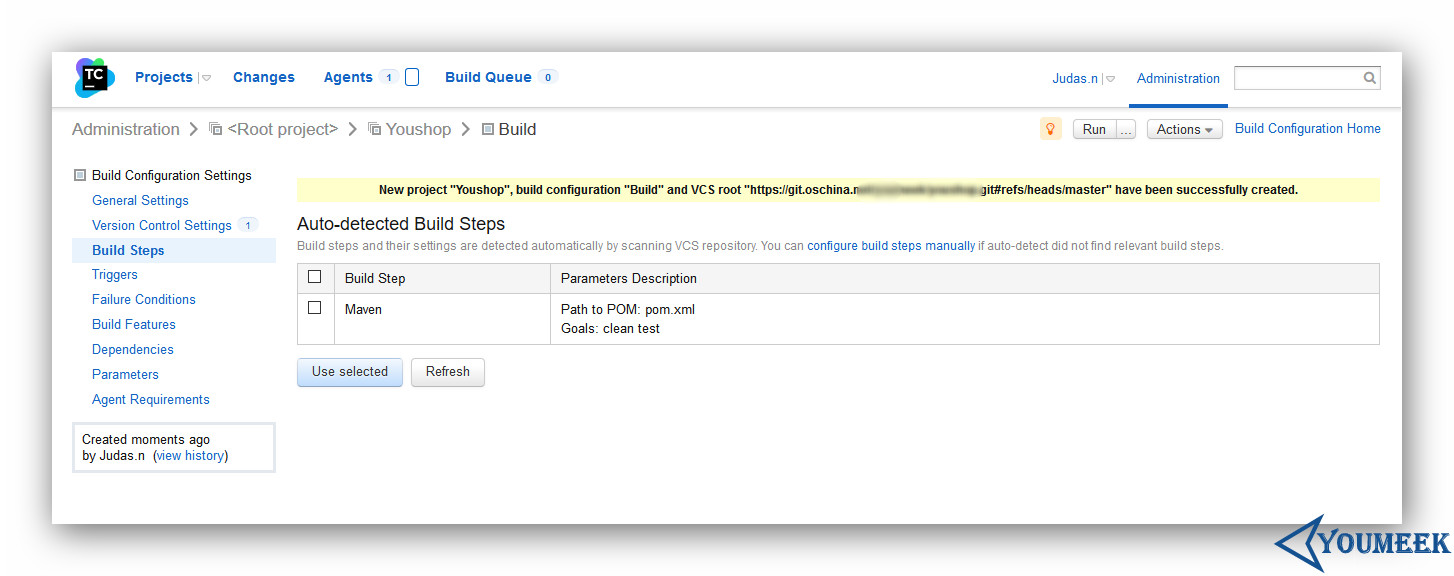 TC
Projects Changes Agents 1 Build Queue 0
Judas.n Administration
Administration <Root project> Youshop Build
Run ... Actions Build Configuration Home
Build Configuration Settings
General Settings
Version Control Settings 1
Build Steps
Triggers
Failure Conditions
Build Features
Dependencies
Parameters
Agent Requirements
Created moments ago
by Judas.n (view history)
New project "Youshop", build configuration "Build" and VCS root "https://git.oschina. git#refs/heads/master" have been successfully created.
Auto-detected Build Steps
Build steps and their settings are detected automatically by scanning VCS repository. You can configure build steps manually if auto-detect did not find relevant build steps.
Build Step Parameters Description
Maven Path to POM: pom.xml
Goals: clean test
Use selected Refresh
YOUMEEK